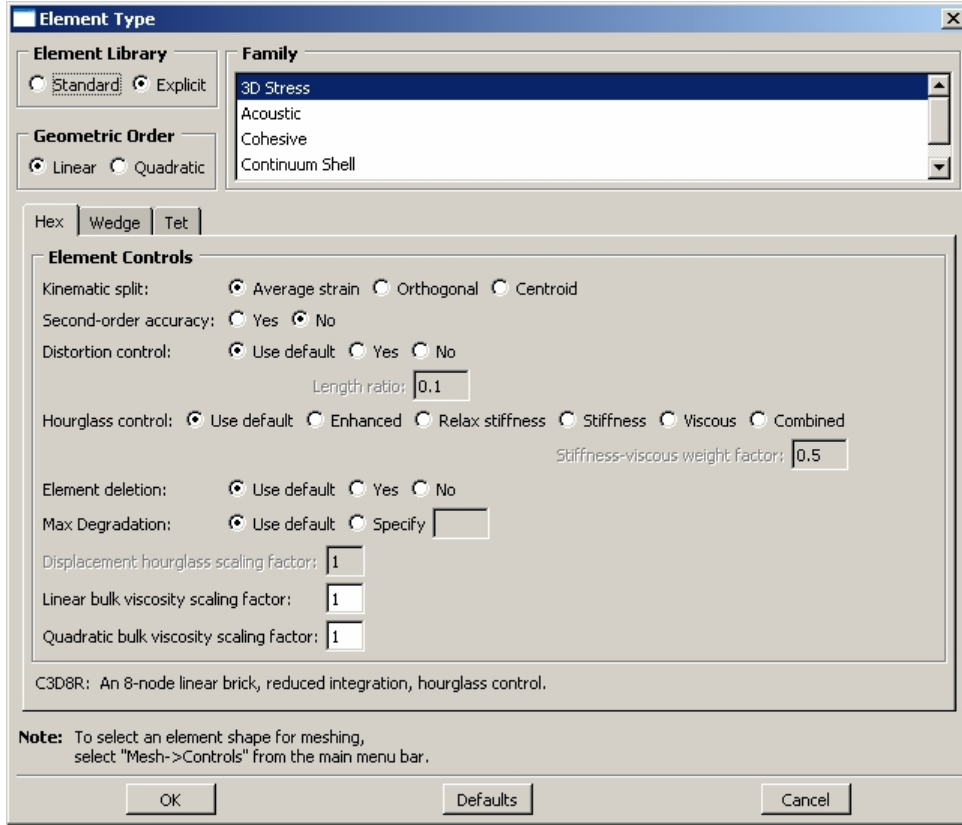 Element Type
Element Library
Standard Explicit
Family
3D Stress
Acoustic
Cohesive
Continuum Shell
Geometric Order
Linear Quadratic
Hex Wedge Tet
Element Controls
Kinematic split: Average strain Orthogonal Centroid
Second-order accuracy: Yes No
Distortion control: Use default Yes No
Length ratio: 0.1
Hourglass control: Use default Enhanced Relax stiffness Stiffness Viscous Combined
Stiffness-viscous weight factor: 0.5
Element deletion: Use default Yes No
Max Degradation: Use default Specify
Displacement hourglass scaling factor: 1
Linear bulk viscosity scaling factor: 1
Quadratic bulk viscosity scaling factor: 1
C3D8R: An 8-node linear brick, reduced integration, hourglass control.
Note: To select an element shape for meshing,
select "Mesh->Controls" from the main menu bar.
OK Defaults Cancel